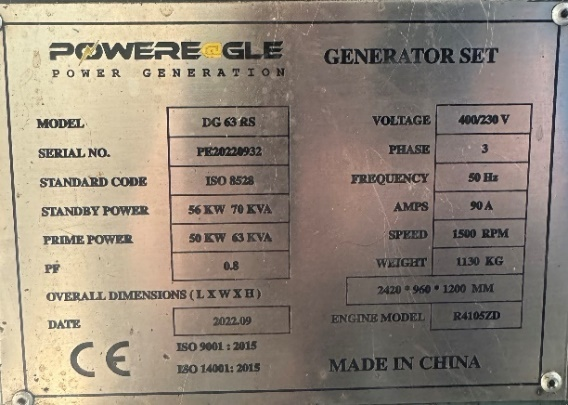 POWEREAGLE
POWER GENERATION
GENERATOR SET
MODEL DG 63 RS
SERIAL NO. PE20220932
STANDARD CODE ISO 8528
STANDBY POWER 56 KW 70 KVA
PRIME POWER 50 KW 63 KVA
PF 0.8
OVERALL DIMENSIONS ( L X W X H ) 2420 * 960 * 1200 MM
DATE 2022.09
VOLTAGE 400/230 V
PHASE 3
FREQUENCY 50 Hz
AMPS 90 A
SPEED 1500 RPM
WEIGHT 1130 KG
ENGINE MODEL R4105ZD
CE
ISO 9001 : 2015
ISO 14001: 2015
MADE IN CHINA